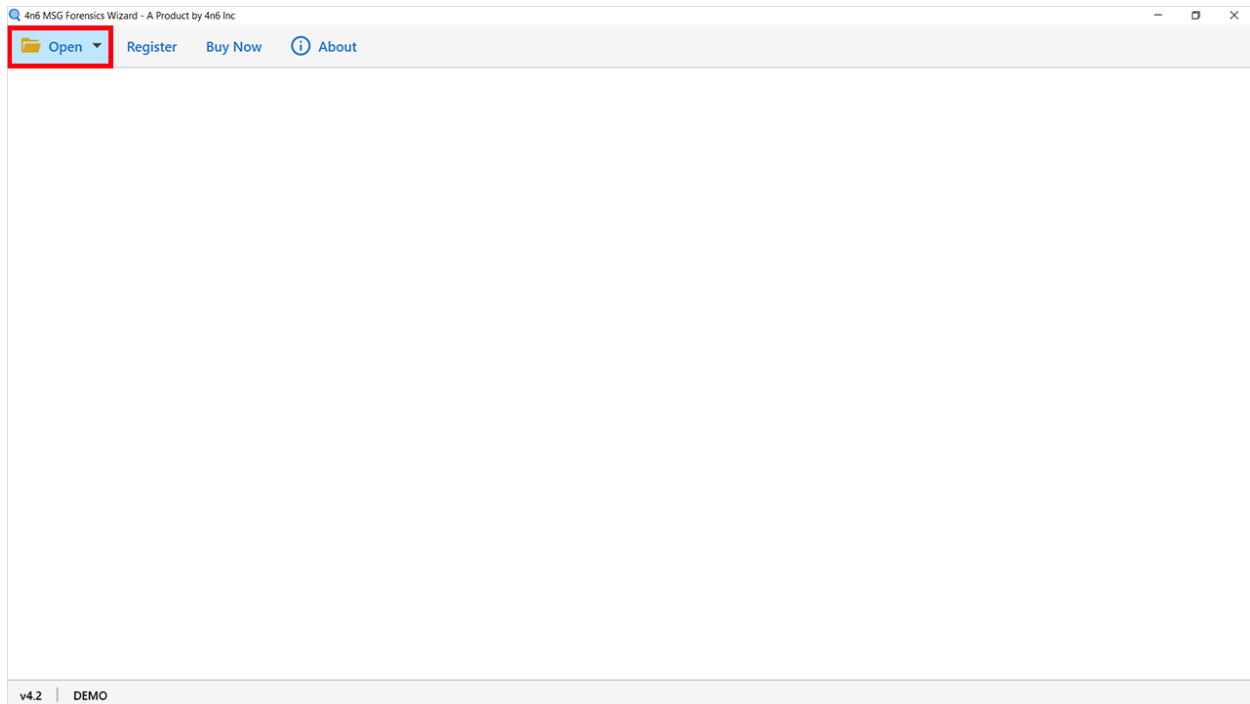 4n6 MSG Forensics Wizard - A Product by 4n6 Inc
Open Register Buy Now About
v4.2 DEMO